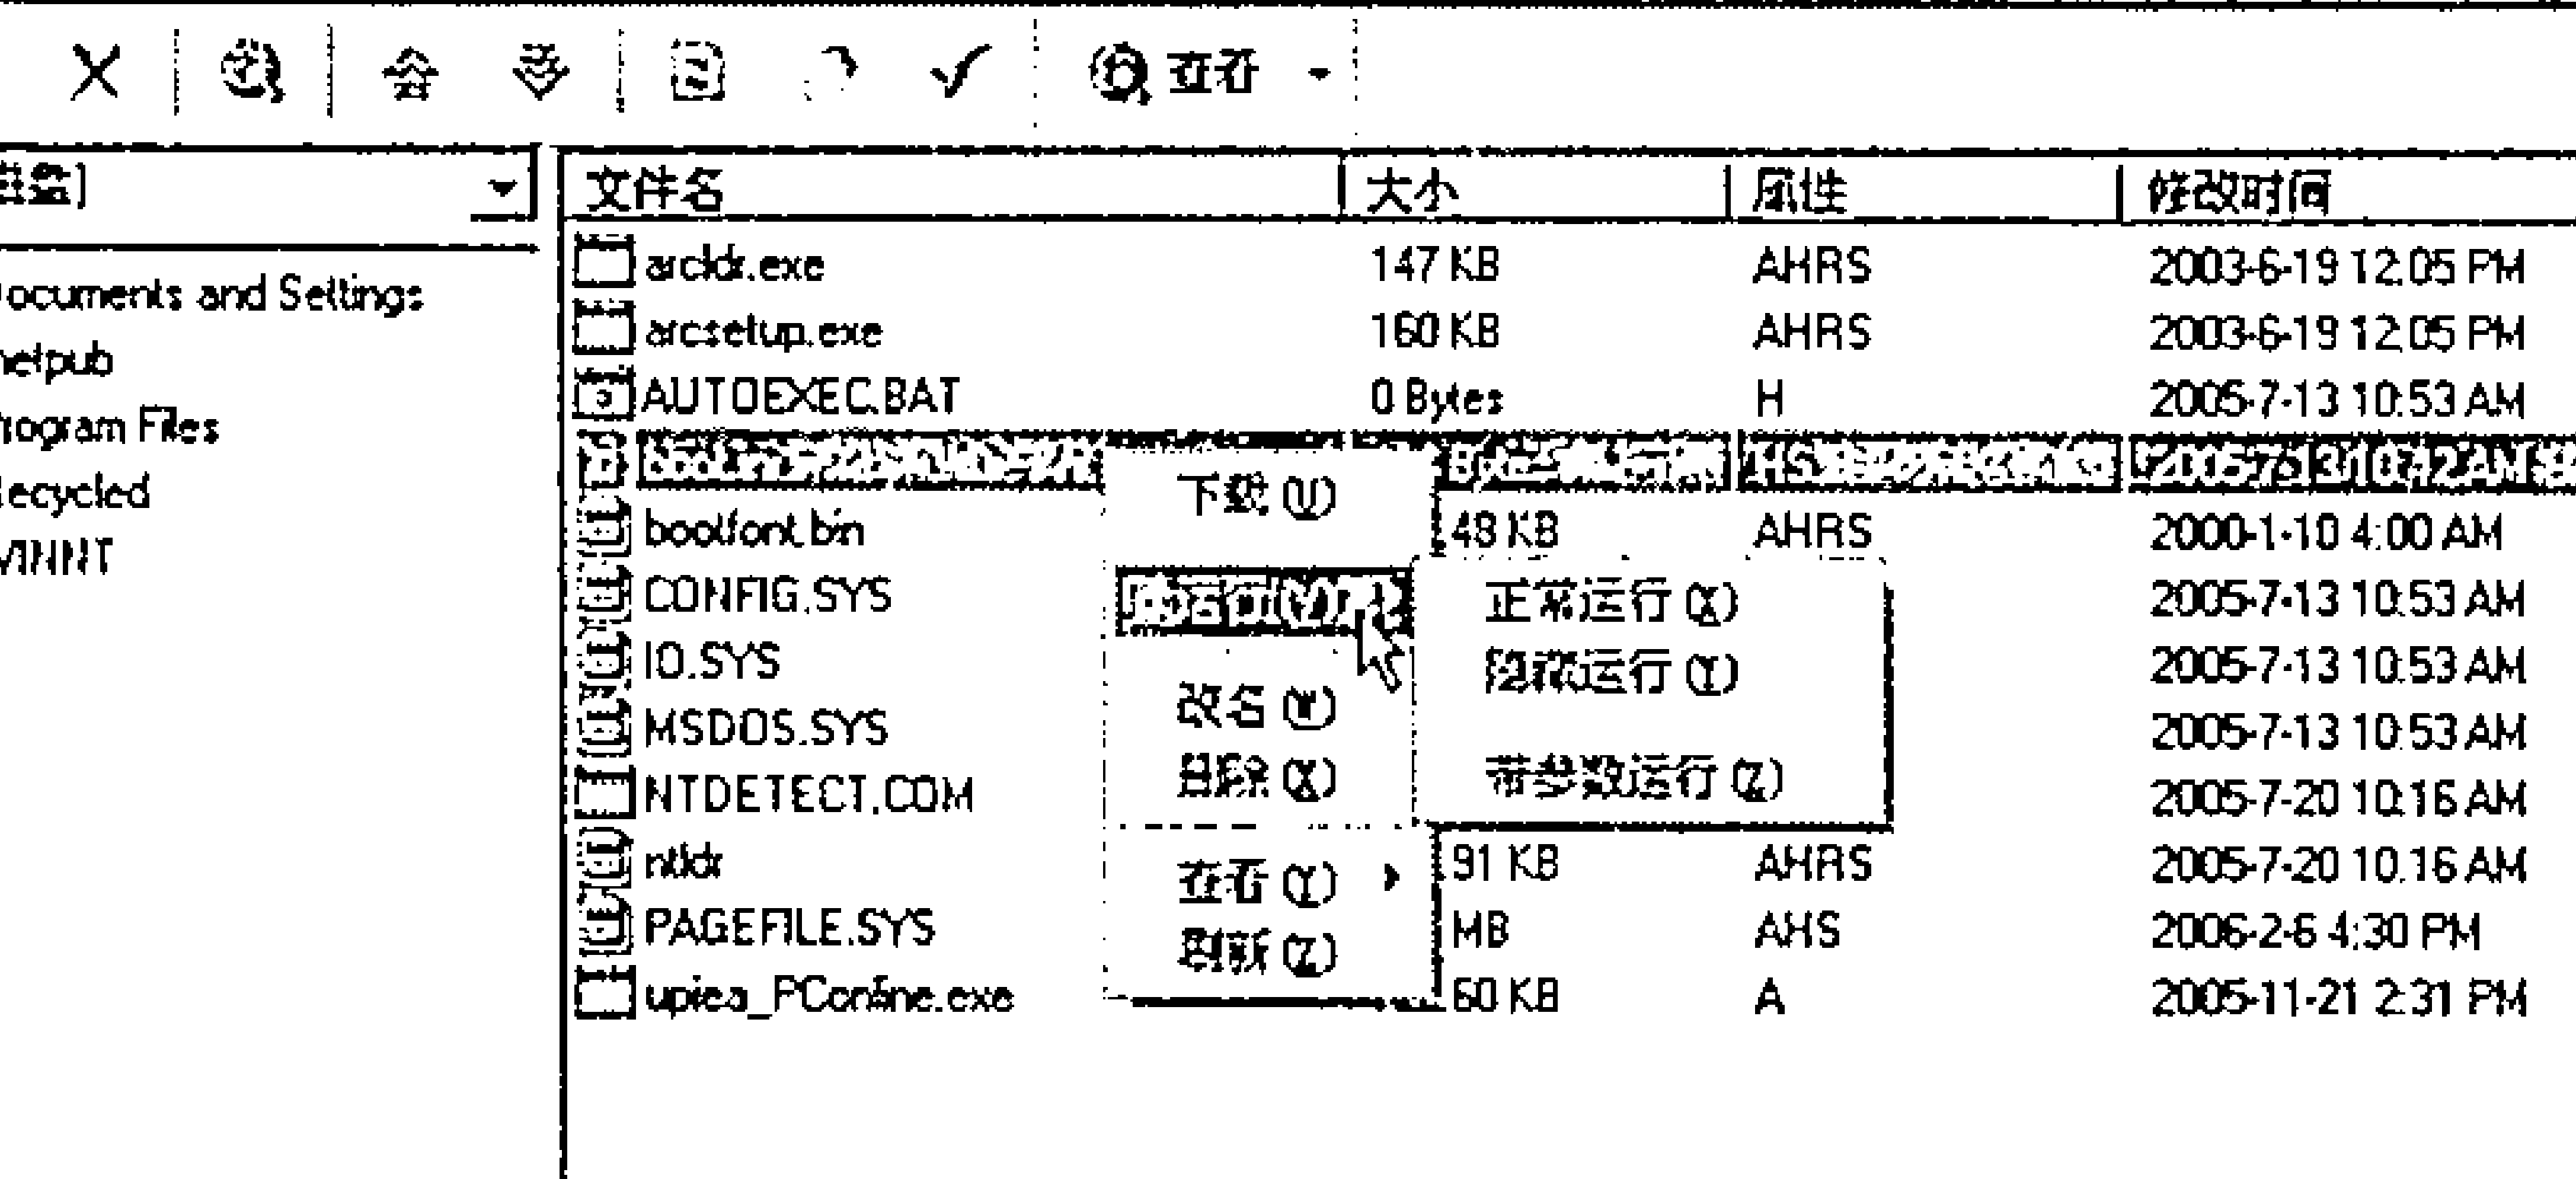 查看
文件名 大小 属性 修改时间
ocuments and Settings
netpub
rogram Files
ecycled
WINNT
arcldr.exe 147 KB AHRS 2003-6-19 12:05 PM
arcsetup.exe 160 KB AHRS 2003-6-19 12:05 PM
AUTOEXEC.BAT 0 Bytes H 2005-7-13 10:53 AM
bootfont.bin 48 KB AHRS 2000-1-10 4:00 AM
CONFIG.SYS 2005-7-13 10:53 AM
IO.SYS 2005-7-13 10:53 AM
MSDOS.SYS 2005-7-13 10:53 AM
NTDETECT.COM 2005-7-20 10:16 AM
ntldr 91 KB AHRS 2005-7-20 10:16 AM
PAGEFILE.SYS MB AHS 2006-2-6 4:30 PM
upiea_PConline.exe 60 KB A 2005-11-21 2:31 PM
下载(U)
改名(W)
删除(X)
查看(Y)
刷新(Z)
正常运行(X)
隐藏运行(Y)
带参数运行(Z)